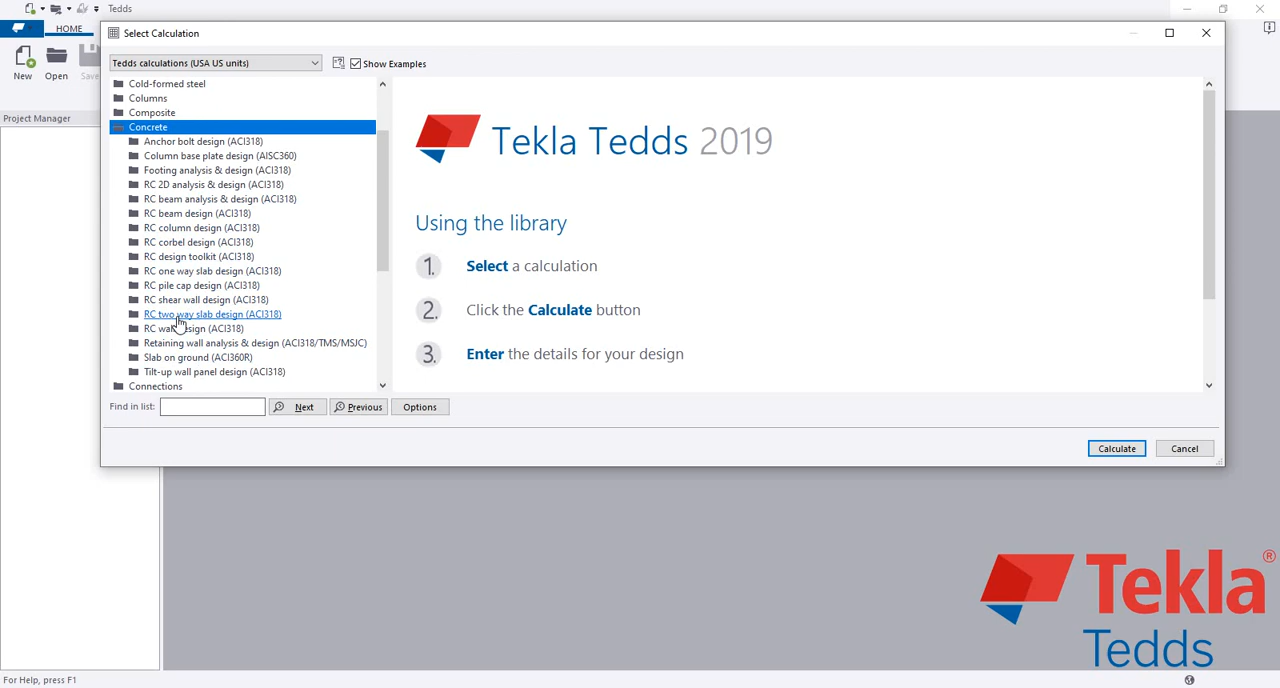 Tedds
HOME
New
Open
Save
Project Manager
Select Calculation
Tedds calculations (USA US units)
Show Examples
Cold-formed steel
Columns
Composite
Concrete
Anchor bolt design (ACI318)
Column base plate design (AISC360)
Footing analysis & design (ACI318)
RC 2D analysis & design (ACI318)
RC beam analysis & design (ACI318)
RC beam design (ACI318)
RC column design (ACI318)
RC corbel design (ACI318)
RC design toolkit (ACI318)
RC one way slab design (ACI318)
RC pile cap design (ACI318)
RC shear wall design (ACI318)
RC two way slab design (ACI318)
RC wall design (ACI318)
Retaining wall analysis & design (ACI318/TMS/MSJC)
Slab on ground (ACI360R)
Tilt-up wall panel design (ACI318)
Connections
Tekla Tedds 2019
Using the library
1. Select a calculation
2. Click the Calculate button
3. Enter the details for your design
Find in list:
Next
Previous
Options
Calculate
Cancel
Tekla®
Tedds
For Help, press F1